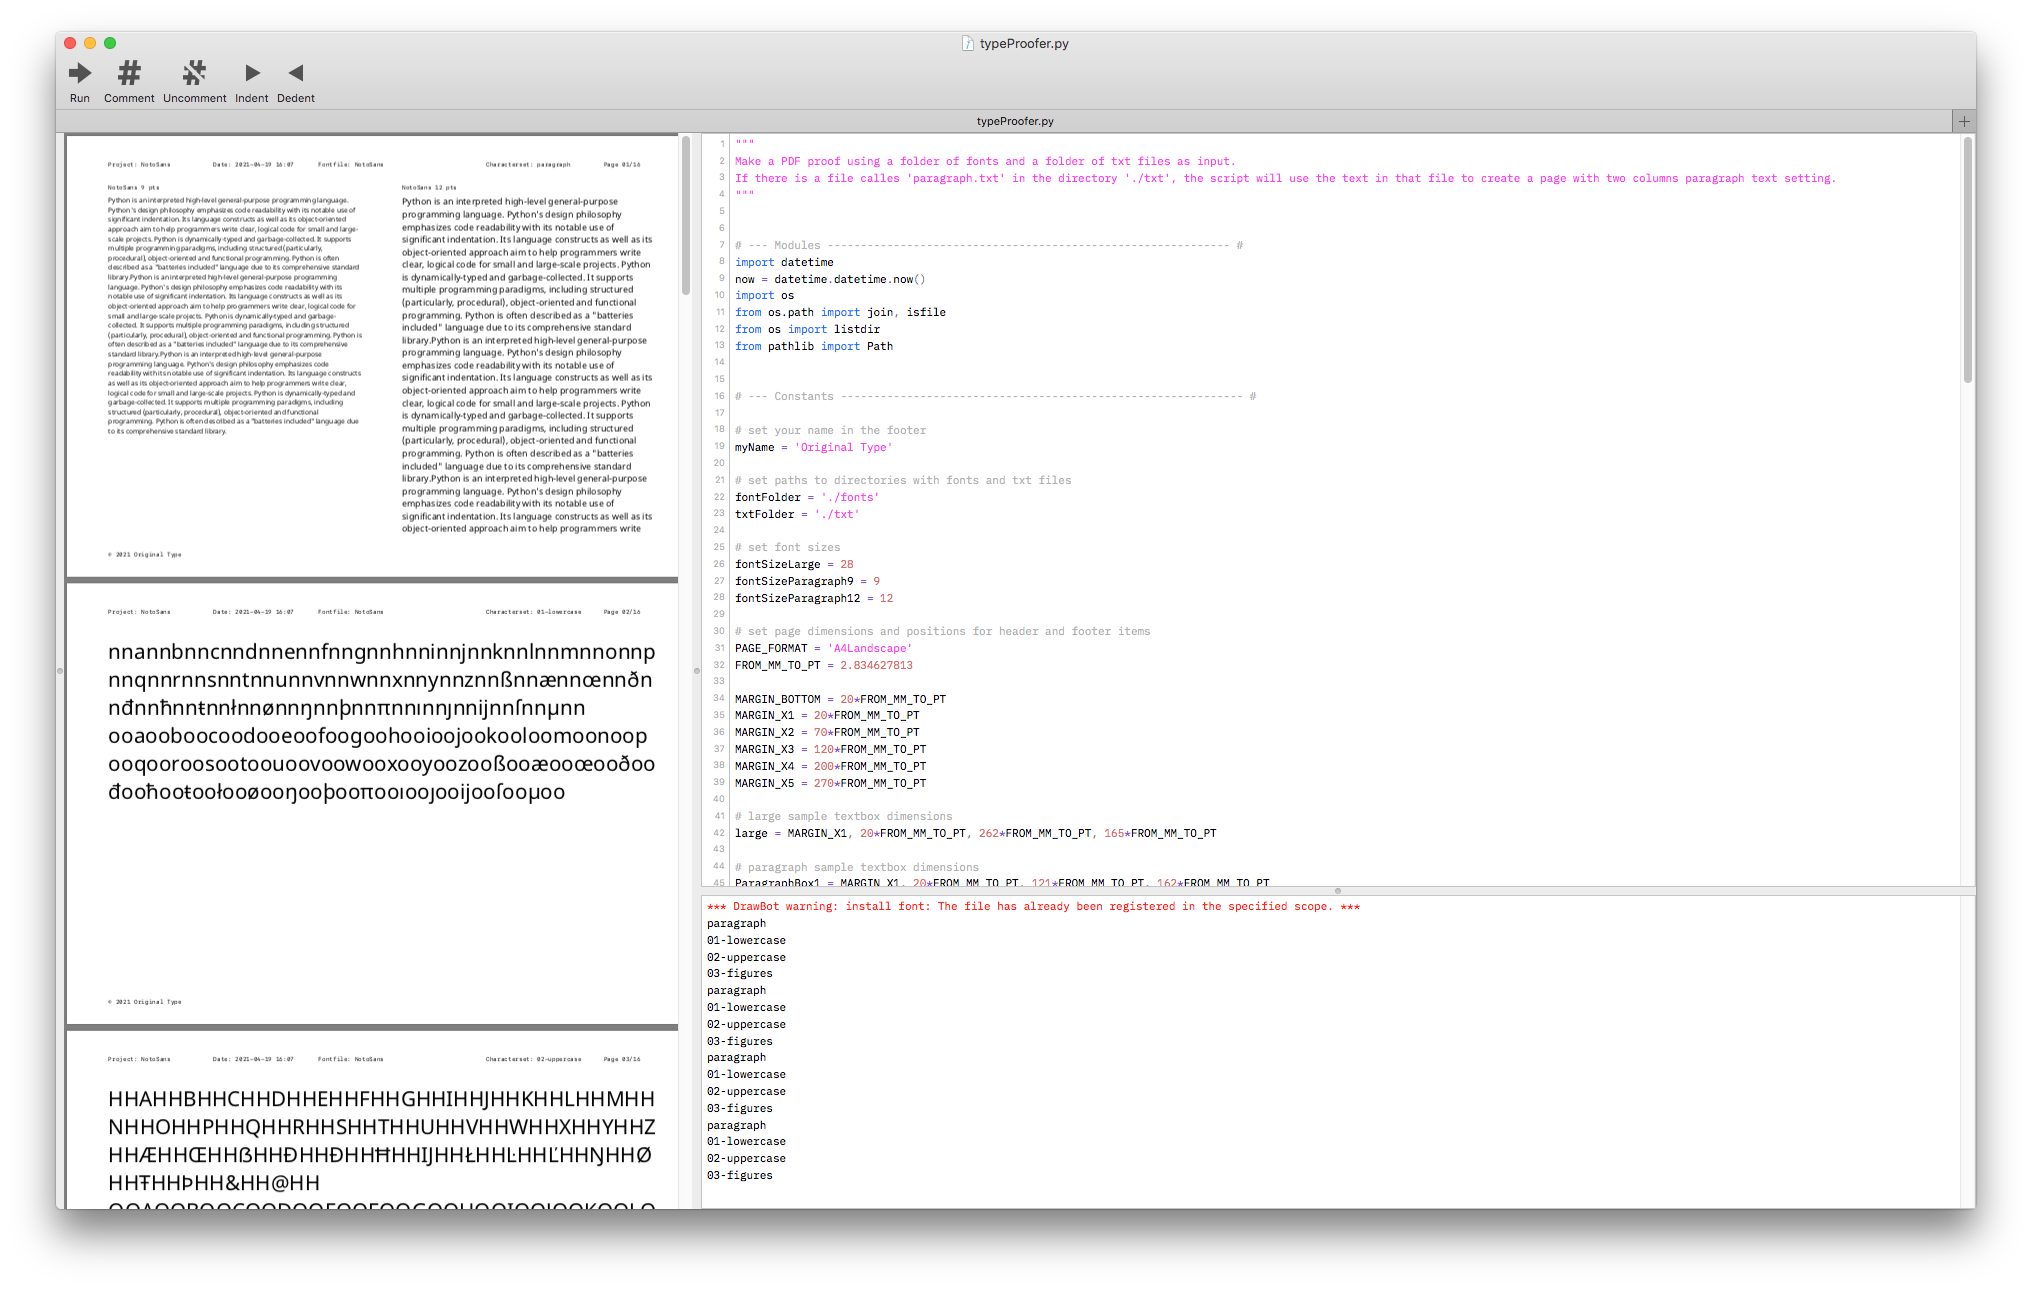 typeProofer.py
Run Comment Uncomment Indent Dedent
typeProofer.py
Project: NotoSans Date: 2021-04-19 16:07 Fontfile: NotoSans Characterset: paragraph Page 01/16
NotoSans 9 pts
Python is an interpreted high-level general-purpose programming language.
Python's design philosophy emphasizes code readability with its notable use of
significant indentation. Its language constructs as well as its object-oriented
approach aim to help programmers write clear, logical code for small and large-
scale projects. Python is dynamically-typed and garbage-collected. It supports
multiple programming paradigms, including structured (particularly,
procedural), object-oriented and functional programming. Python is often
described as a "batteries included" language due to its comprehensive standard
library.Python is an interpreted high-level general-purpose programming
language. Python's design philosophy emphasizes code readability with its
notable use of significant indentation. Its language constructs as well as its
object-oriented approach aim to help programmers write clear, logical code for
small and large-scale projects. Python is dynamically-typed and garbage-
collected. It supports multiple programming paradigms, including structured
(particularly, procedural), object-oriented and functional programming. Python is
often described as a "batteries included" language due to its comprehensive
standard library.Python is an interpreted high-level general-purpose
programming language. Python's design philosophy emphasizes code
readability with its notable use of significant indentation. Its language constructs
as well as its object-oriented approach aim to help programmers write clear,
logical code for small and large-scale projects. Python is dynamically-typed and
garbage-collected. It supports multiple programming paradigms, including
structured (particularly, procedural), object-oriented and functional
programming. Python is often described as a "batteries included" language due
to its comprehensive standard library.
NotoSans 12 pts
Python is an interpreted high-level general-purpose
programming language. Python's design philosophy
emphasizes code readability with its notable use of
significant indentation. Its language constructs as well as its
object-oriented approach aim to help programmers write
clear, logical code for small and large-scale projects. Python
is dynamically-typed and garbage-collected. It supports
multiple programming paradigms, including structured
(particularly, procedural), object-oriented and functional
programming. Python is often described as a "batteries
included" language due to its comprehensive standard
library.Python is an interpreted high-level general-purpose
programming language. Python's design philosophy
emphasizes code readability with its notable use of
significant indentation. Its language constructs as well as its
object-oriented approach aim to help programmers write
clear, logical code for small and large-scale projects. Python
is dynamically-typed and garbage-collected. It supports
multiple programming paradigms, including structured
(particularly, procedural), object-oriented and functional
programming. Python is often described as a "batteries
included" language due to its comprehensive standard
library.Python is an interpreted high-level general-purpose
programming language. Python's design philosophy
emphasizes code readability with its notable use of
significant indentation. Its language constructs as well as its
object-oriented approach aim to help programmers write
© 2021 Original Type
Project: NotoSans Date: 2021-04-19 16:07 Fontfile: NotoSans Characterset: 01-lowercase Page 02/16
nnannbnncnndnnennfnngnnhnninnjnnknnlnnmnnonnp
nnqnnrnnsnntnnunnvnnwnnxnnynnznnßnnænnœnnðn
nđnnħnnŧnnłnnønnŋnnþnnπnnınnȷnnĳnnſnnµnn
ooaooboocoodooeoofoogoohooioojookooloomoonoop
ooqooroosootoouoovoowooxooyoozooßooæooœooðoo
đooħooŧoołooøooŋooþooπooıooȷooĳooſooµoo
© 2021 Original Type
Project: NotoSans Date: 2021-04-19 16:07 Fontfile: NotoSans Characterset: 02-uppercase Page 03/16
HHAHHBHHCHHDHHEHHFHHGHHIHHJHHKHHLHHMHH
NHHOHHPHHQHHRHHSHHTHHUHHVHHWHHXHHYHHZ
HHÆHHŒHHẞHHĐHHÐHHĦHHĲHHŁHHĿHHĽHHŊHHØ
HHŦHHÞHH&HH@HH
OOAOOBOOCOODOOEOOFOOGOOHOOIOOJOOKOOLO
1 """
2 Make a PDF proof using a folder of fonts and a folder of txt files as input.
3 If there is a file calles 'paragraph.txt' in the directory './txt', the script will use the text in that file to create a page with two columns paragraph text setting.
4 """
5
6
7 # --- Modules ------------------------------------------------------------- #
8 import datetime
9 now = datetime.datetime.now()
10 import os
11 from os.path import join, isfile
12 from os import listdir
13 from pathlib import Path
14
15
16 # --- Constants ------------------------------------------------------------- #
17
18 # set your name in the footer
19 myName = 'Original Type'
20
21 # set paths to directories with fonts and txt files
22 fontFolder = './fonts'
23 txtFolder = './txt'
24
25 # set font sizes
26 fontSizeLarge = 28
27 fontSizeParagraph9 = 9
28 fontSizeParagraph12 = 12
29
30 # set page dimensions and positions for header and footer items
31 PAGE_FORMAT = 'A4Landscape'
32 FROM_MM_TO_PT = 2.834627813
33
34 MARGIN_BOTTOM = 20*FROM_MM_TO_PT
35 MARGIN_X1 = 20*FROM_MM_TO_PT
36 MARGIN_X2 = 70*FROM_MM_TO_PT
37 MARGIN_X3 = 120*FROM_MM_TO_PT
38 MARGIN_X4 = 200*FROM_MM_TO_PT
39 MARGIN_X5 = 270*FROM_MM_TO_PT
40
41 # large sample textbox dimensions
42 large = MARGIN_X1, 20*FROM_MM_TO_PT, 262*FROM_MM_TO_PT, 165*FROM_MM_TO_PT
43
44 # paragraph sample textbox dimensions
45 ParagraphBox1 = MARGIN_X1, 20*FROM_MM_TO_PT, 121*FROM_MM_TO_PT, 162*FROM_MM_TO_PT
*** DrawBot warning: install font: The file has already been registered in the specified scope. ***
paragraph
01-lowercase
02-uppercase
03-figures
paragraph
01-lowercase
02-uppercase
03-figures
paragraph
01-lowercase
02-uppercase
03-figures
paragraph
01-lowercase
02-uppercase
03-figures